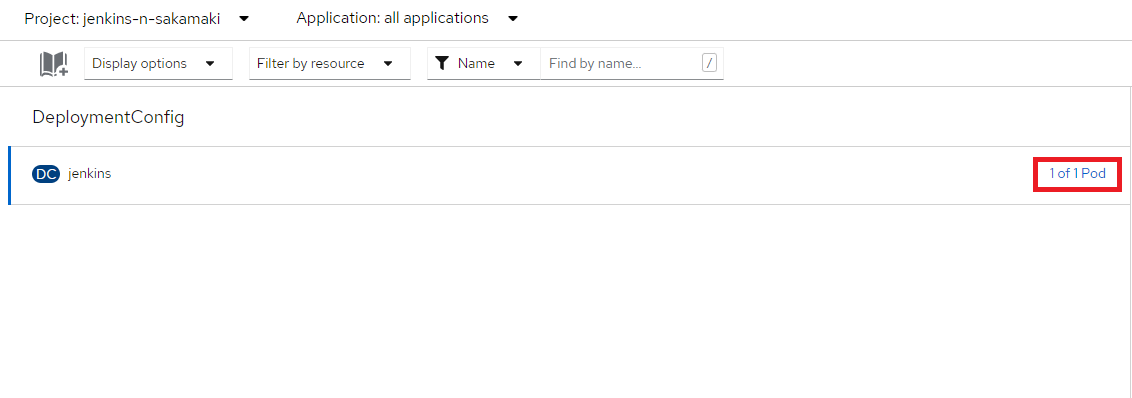 Project: jenkins-n-sakamaki Application: all applications
Display options Filter by resource Name Find by name... /
DeploymentConfig
DC jenkins 1 of 1 Pod